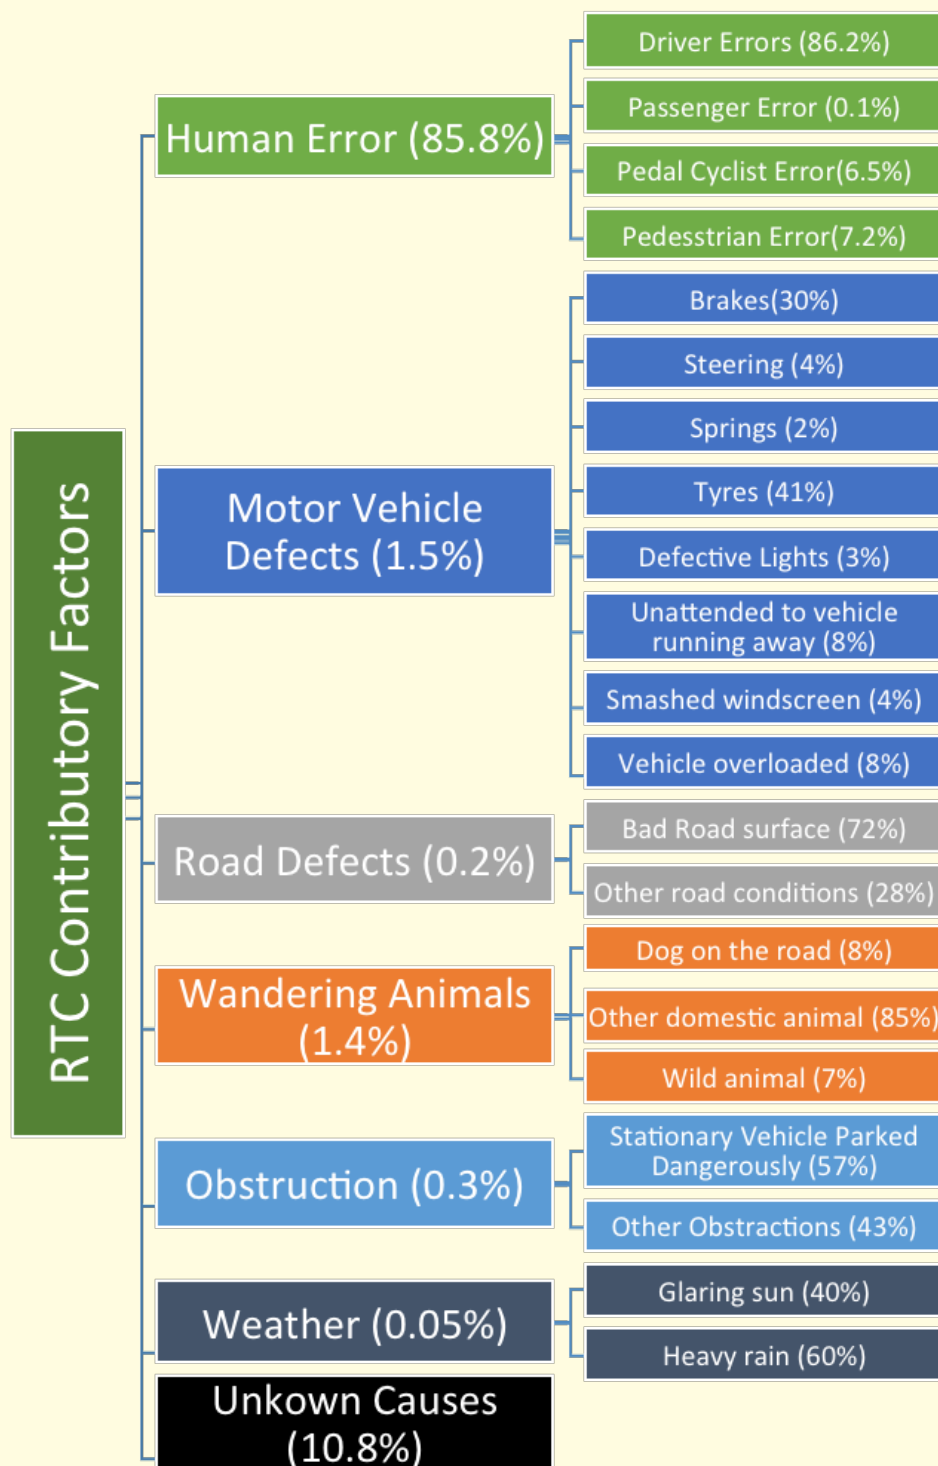 RTC Contributory Factors
Human Error (85.8%)
Driver Errors (86.2%)
Passenger Error (0.1%)
Pedal Cyclist Error(6.5%)
Pedesstrian Error(7.2%)
Motor Vehicle
Defects (1.5%)
Brakes(30%)
Steering (4%)
Springs (2%)
Tyres (41%)
Defective Lights (3%)
Unattended to vehicle
running away (8%)
Smashed windscreen (4%)
Vehicle overloaded (8%)
Road Defects (0.2%)
Bad Road surface (72%)
Other road conditions (28%)
Wandering Animals
(1.4%)
Dog on the road (8%)
Other domestic animal (85%)
Wild animal (7%)
Obstruction (0.3%)
Stationary Vehicle Parked
Dangerously (57%)
Other Obstractions (43%)
Weather (0.05%)
Glaring sun (40%)
Heavy rain (60%)
Unkown Causes
(10.8%)